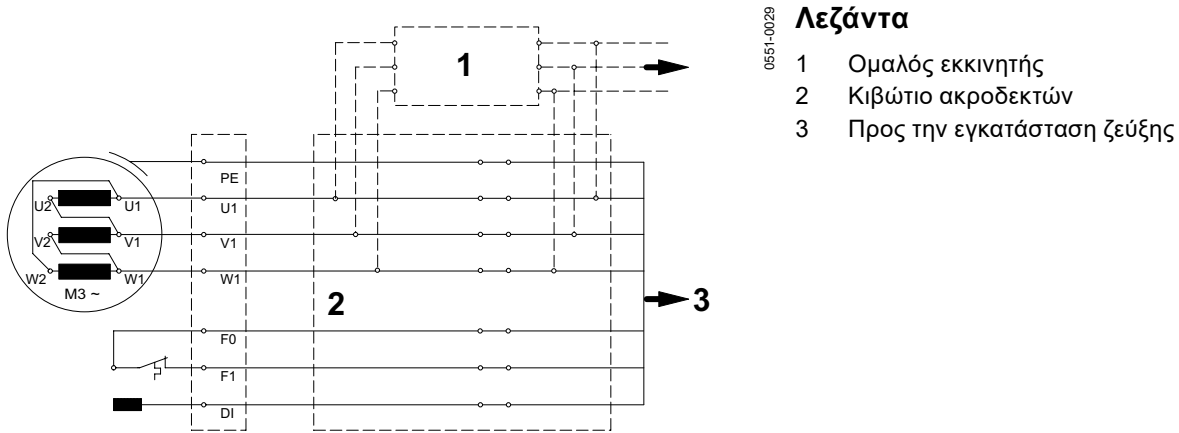 1
PE
U2
U1
U1
V2
V1
V1
W2
W1
W1
M3 ~
2
3
F0
F1
DI
0551-0029
Λεζάντα
1 Ομαλός εκκινητής
2 Κιβώτιο ακροδεκτών
3 Προς την εγκατάσταση ζεύξης